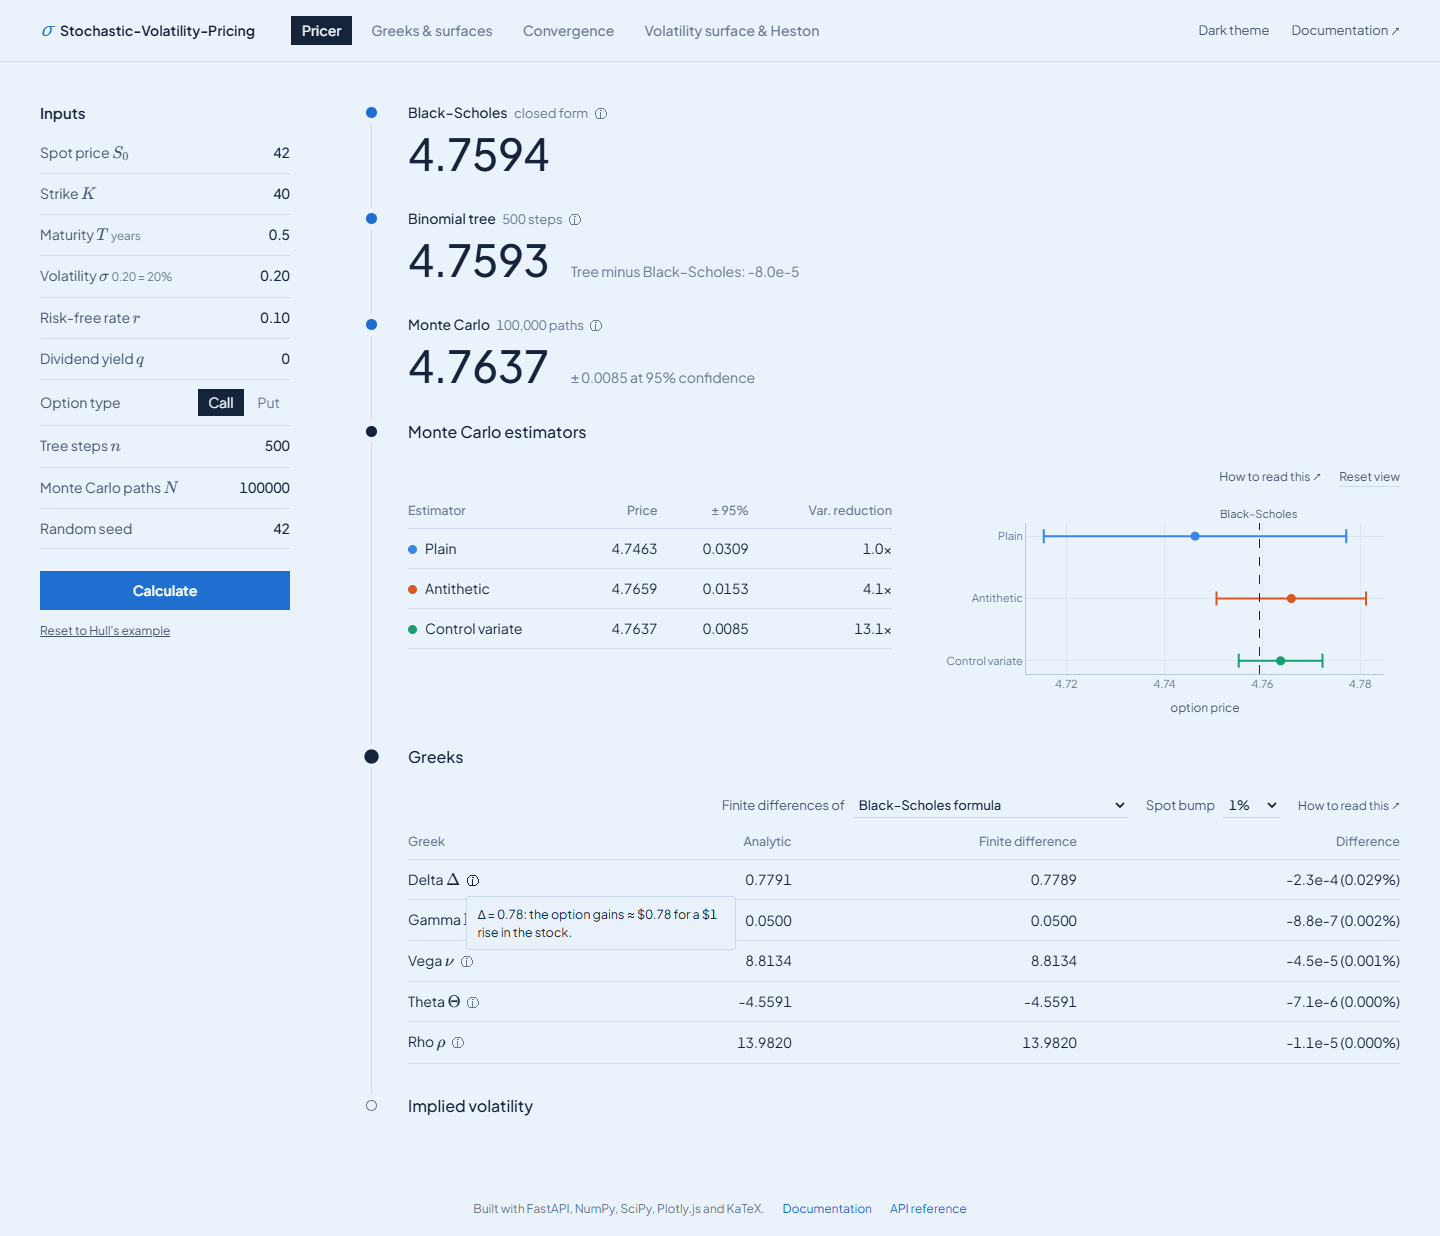 σ Stochastic-Volatility-Pricing Pricer Greeks & surfaces Convergence Volatility surface & Heston Dark theme Documentation ↗
Inputs
Spot price S0 42
Strike K 40
Maturity T years 0.5
Volatility σ 0.20 = 20% 0.20
Risk-free rate r 0.10
Dividend yield q 0
Option type Call Put
Tree steps n 500
Monte Carlo paths N 100000
Random seed 42
Calculate
Reset to Hull's example
Black–Scholes closed form ⓘ
4.7594
Binomial tree 500 steps ⓘ
4.7593 Tree minus Black–Scholes: -8.0e-5
Monte Carlo 100,000 paths ⓘ
4.7637 ± 0.0085 at 95% confidence
Monte Carlo estimators
How to read this ↗ Reset view
Estimator Price ± 95% Var. reduction
Plain 4.7463 0.0309 1.0×
Antithetic 4.7659 0.0153 4.1×
Control variate 4.7637 0.0085 13.1×
Black–Scholes
Plain
Antithetic
Control variate
4.72 4.74 4.76 4.78
option price
Greeks
Finite differences of Black–Scholes formula Spot bump 1% How to read this ↗
Greek Analytic Finite difference Difference
Delta Δ ⓘ 0.7791 0.7789 -2.3e-4 (0.029%)
Δ = 0.78: the option gains ≈ $0.78 for a $1
rise in the stock.
Gamma 0.0500 0.0500 -8.8e-7 (0.002%)
Vega ν ⓘ 8.8134 8.8134 -4.5e-5 (0.001%)
Theta Θ ⓘ -4.5591 -4.5591 -7.1e-6 (0.000%)
Rho ρ ⓘ 13.9820 13.9820 -1.1e-5 (0.000%)
Implied volatility
Built with FastAPI, NumPy, SciPy, Plotly.js and KaTeX. Documentation API reference